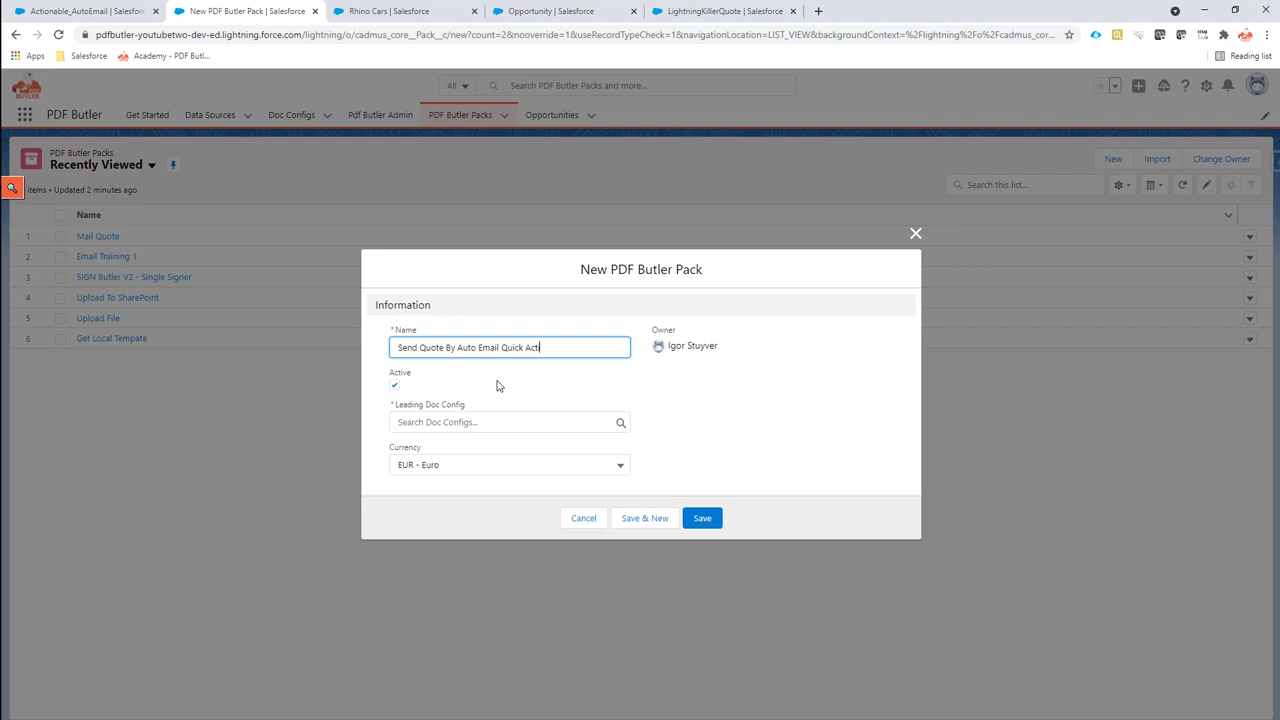 Actionable_AutoEmail | Salesforce
New PDF Butler Pack | Salesforce
Rhino Cars | Salesforce
Opportunity | Salesforce
LightningKillerQuote | Salesforce
pdfbutler-youtubetwo-dev-ed.lightning.force.com/lightning/o/cadmus_core__Pack__c/new?count=2&nooverride=1&useRecordTypeCheck=1&navigationLocation=LIST_VIEW&backgroundContext=%2Flightning%2Fo%2Fcadmus_cor...
Apps
Salesforce
Academy - PDF Butl...
Reading list
PDF BUTLER
All
Search PDF Butler Packs and more...
PDF Butler
Get Started
Data Sources
Doc Configs
Pdf Butler Admin
PDF Butler Packs
Opportunities
PDF Butler Packs
Recently Viewed
New
Import
Change Owner
items • Updated 2 minutes ago
Search this list...
Name
1 Mail Quote
2 Email Training 1
3 SIGN Butler V2 - Single Signer
4 Upload To SharePoint
5 Upload File
6 Get Local Tempate
New PDF Butler Pack
Information
* Name
Send Quote By Auto Email Quick Acti
Owner
Igor Stuyver
Active
* Leading Doc Config
Search Doc Configs...
Currency
EUR - Euro
Cancel
Save & New
Save